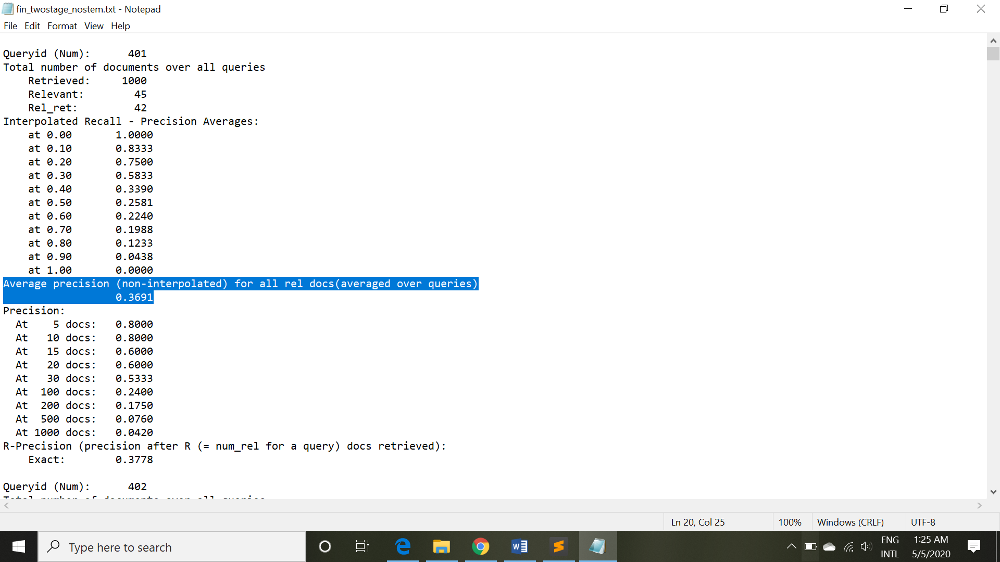 fin_twostage_nostem.txt - Notepad
File Edit Format View Help
Queryid (Num):      401
Total number of documents over all queries
    Retrieved:     1000
    Relevant:        45
    Rel_ret:         42
Interpolated Recall - Precision Averages:
    at 0.00       1.0000
    at 0.10       0.8333
    at 0.20       0.7500
    at 0.30       0.5833
    at 0.40       0.3390
    at 0.50       0.2581
    at 0.60       0.2240
    at 0.70       0.1988
    at 0.80       0.1233
    at 0.90       0.0438
    at 1.00       0.0000
Average precision (non-interpolated) for all rel docs(averaged over queries)
                  0.3691
Precision:
  At    5 docs:   0.8000
  At   10 docs:   0.8000
  At   15 docs:   0.6000
  At   20 docs:   0.6000
  At   30 docs:   0.5333
  At  100 docs:   0.2400
  At  200 docs:   0.1750
  At  500 docs:   0.0760
  At 1000 docs:   0.0420
R-Precision (precision after R (= num_rel for a query) docs retrieved):
    Exact:        0.3778
Queryid (Num):      402
Total number of documents over all queries
Ln 20, Col 25 100% Windows (CRLF) UTF-8
Type here to search
ENG 1:25 AM
INTL 5/5/2020